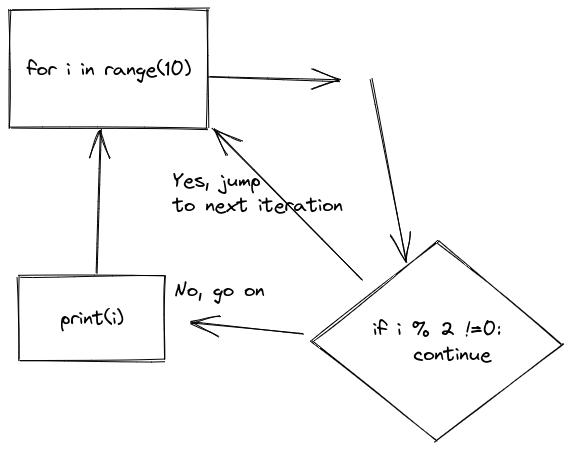 for i in range(10)
Yes, jump
to next iteration
No, go on
print(i)
if i % 2 !=0:
continue